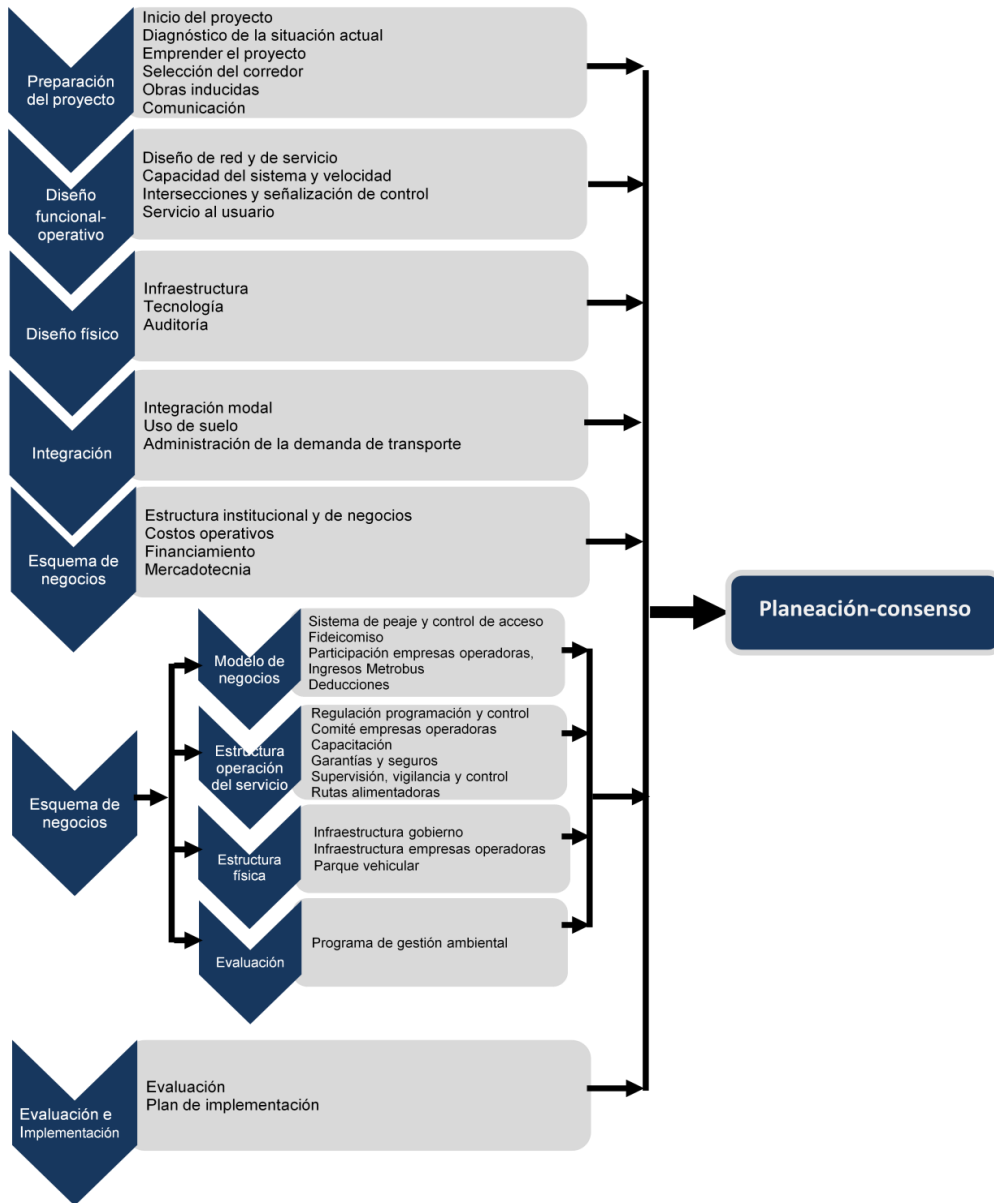 Preparación
del proyecto
Inicio del proyecto
Diagnóstico de la situación actual
Emprender el proyecto
Selección del corredor
Obras inducidas
Comunicación
Diseño
funcional-
operativo
Diseño de red y de servicio
Capacidad del sistema y velocidad
Intersecciones y señalización de control
Servicio al usuario
Diseño físico
Infraestructura
Tecnología
Auditoría
Integración
Integración modal
Uso de suelo
Administración de la demanda de transporte
Esquema de
negocios
Estructura institucional y de negocios
Costos operativos
Financiamiento
Mercadotecnia
Planeación-consenso
Esquema de
negocios
Modelo de
negocios
Sistema de peaje y control de acceso
Fideicomiso
Participación empresas operadoras,
Ingresos Metrobus
Deducciones
Estructura
operación
del servicio
Regulación programación y control
Comité empresas operadoras
Capacitación
Garantías y seguros
Supervisión, vigilancia y control
Rutas alimentadoras
Estructura
física
Infraestructura gobierno
Infraestructura empresas operadoras
Parque vehicular
Evaluación
Programa de gestión ambiental
Evaluación e
Implementación
Evaluación
Plan de implementación